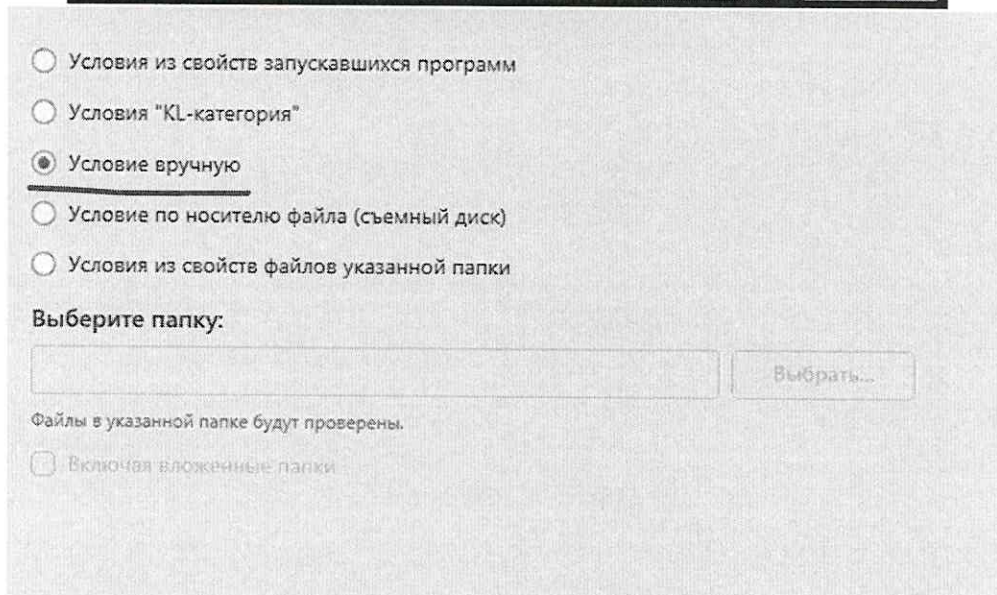 Условия из свойств запускавшихся программ
Условия "KL-категория"
Условие вручную
Условие по носителю файла (съемный диск)
Условия из свойств файлов указанной папки
Выберите папку:
Выбрать...
Файлы в указанной папке будут проверены.
Включая вложенные папки